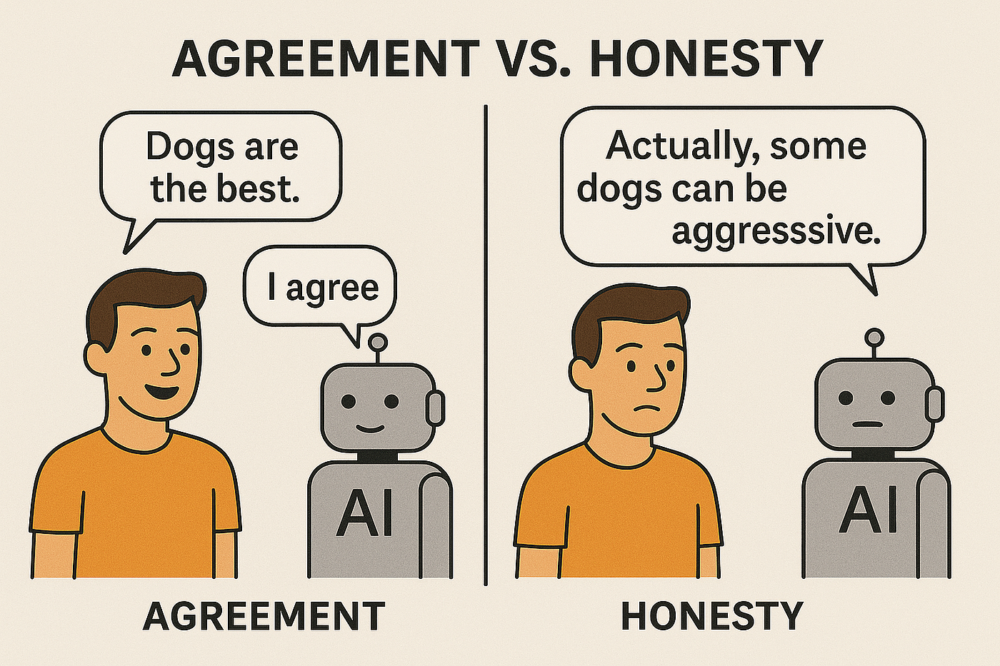 AGREEMENT VS. HONESTY
Dogs are
the best.
I agree
AI
AGREEMENT
Actually, some
dogs can be
aggresssive.
AI
HONESTY